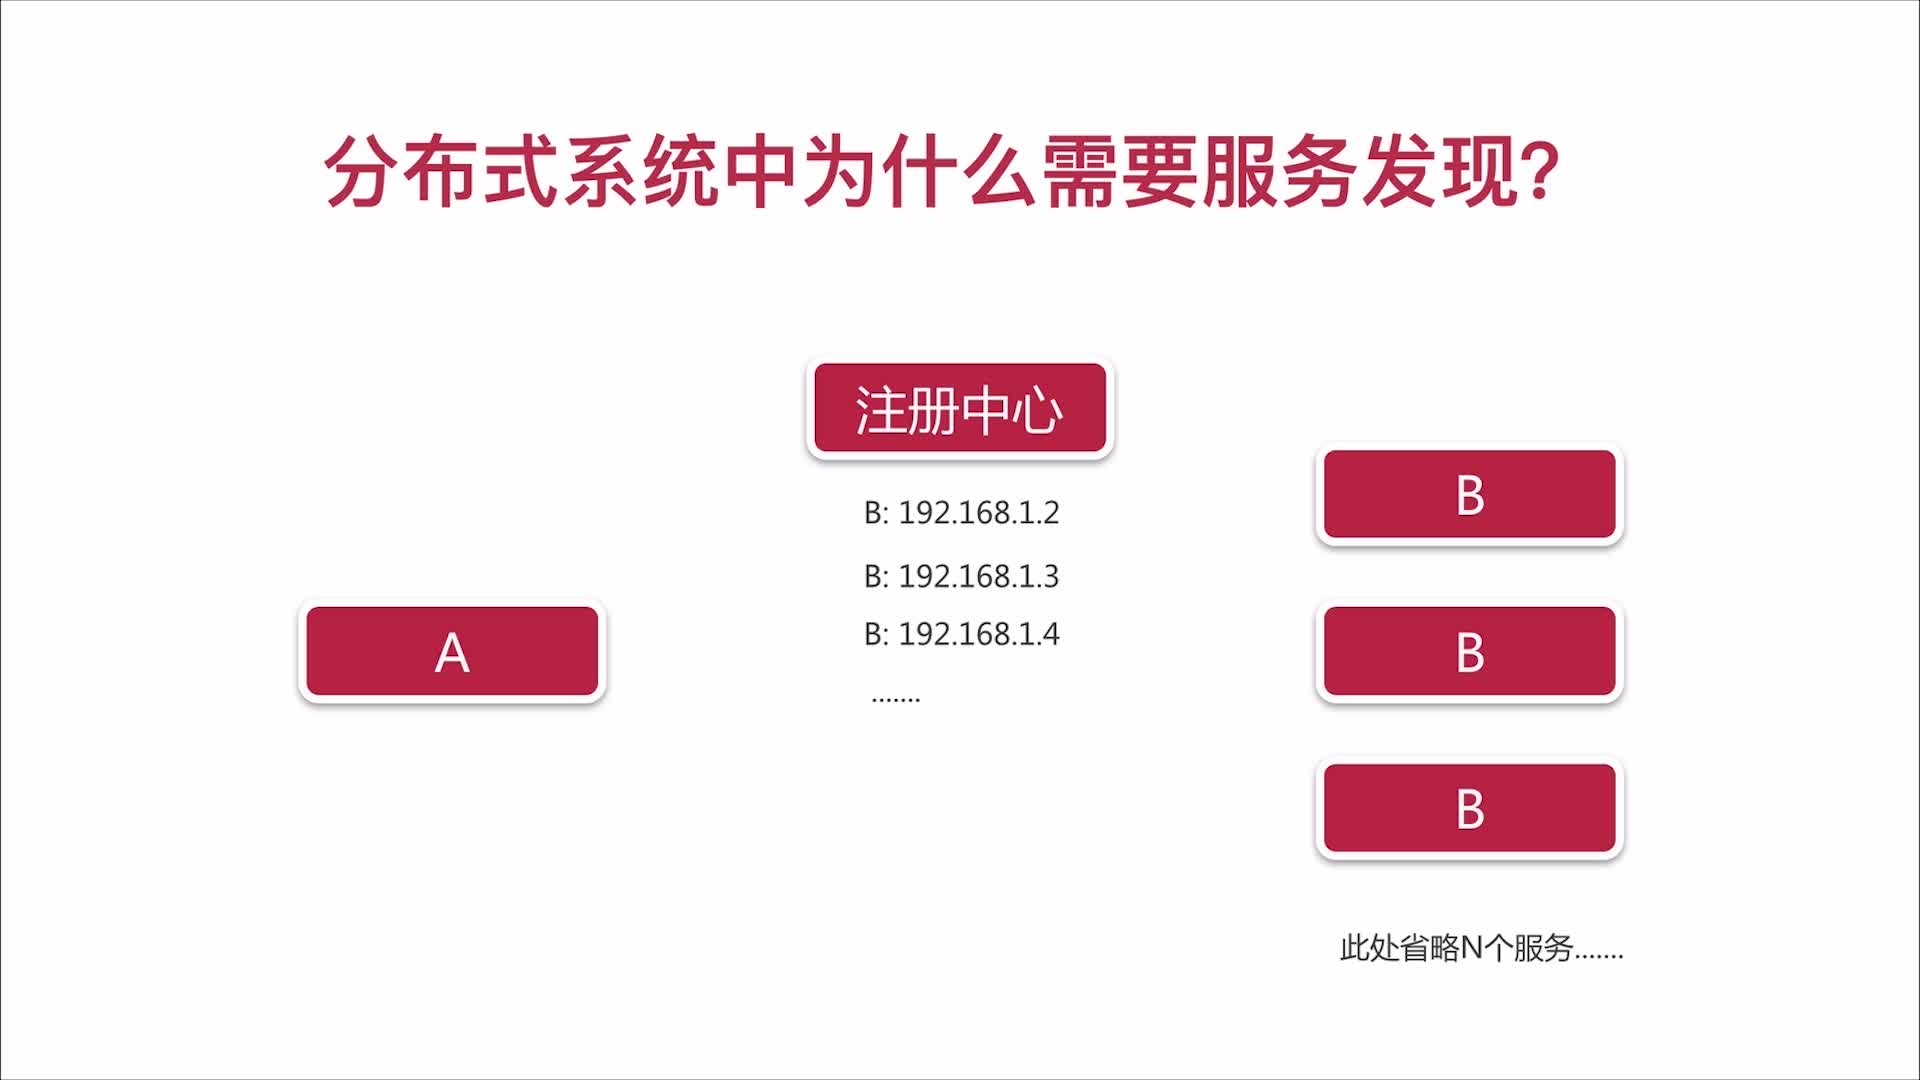 分布式系统中为什么需要服务发现?
注册中心
B: 192.168.1.2
B: 192.168.1.3
B: 192.168.1.4
.......
A
B
B
B
此处省略N个服务.......